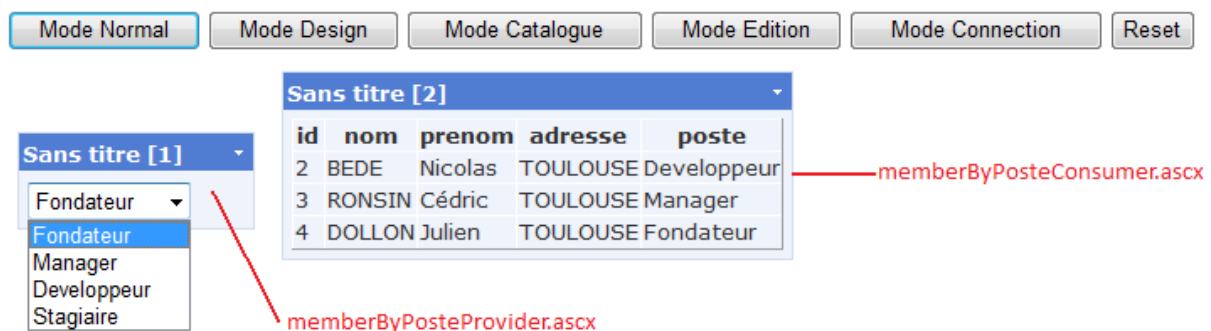 Mode Normal Mode Design Mode Catalogue Mode Edition Mode Connection Reset
Sans titre [1]
Fondateur
Fondateur
Manager
Developpeur
Stagiaire
memberByPosteProvider.ascx
Sans titre [2]
id nom prenom adresse poste
2 BEDE Nicolas TOULOUSE Developpeur
3 RONSIN Cédric TOULOUSE Manager
4 DOLLON Julien TOULOUSE Fondateur
memberByPosteConsumer.ascx